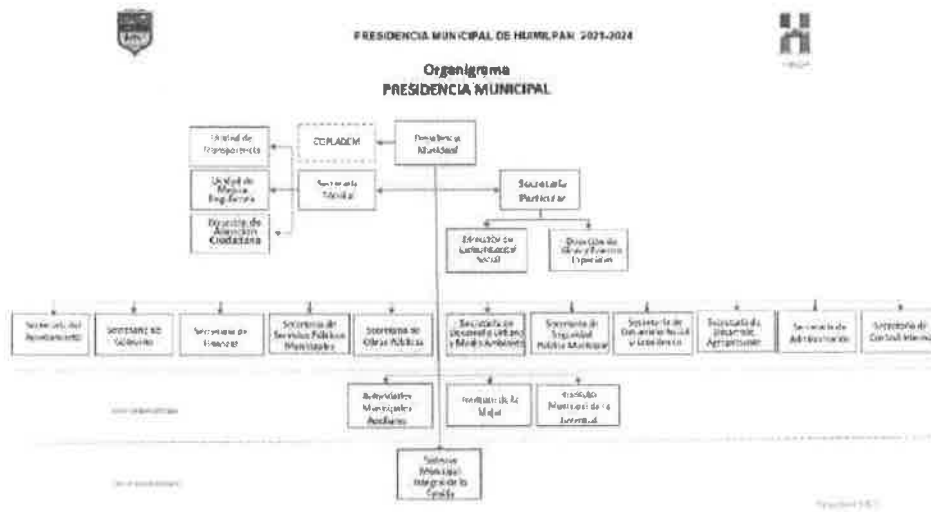 PRESIDENCIA MUNICIPAL DE HUIMILPAN 2021-2024
Organigrama
PRESIDENCIA MUNICIPAL
Unidad de
Transparencia
COPLADEM
Presidencia
Municipal
Unidad de
Mejora
Regulatoria
Secretaría
Técnica
Secretaría
Particular
Dirección de
Atención
Ciudadana
Dirección de
Comunicación
Social
Dirección de
Especiales
Secretaría del
Ayuntamiento
Secretaría de
Gobierno
Secretaría de
Finanzas
Secretaría de
Servicios Públicos
Municipales
Secretaría de
Obras Públicas
Secretaría de
Desarrollo Urbano
y Medio Ambiente
Secretaría de
Seguridad
Pública Municipal
Secretaría de
Desarrollo Social
y Económico
Secretaría de
Desarrollo
Agropecuario
Secretaría de
Administración
Secretaría de
Control Interno
Municipales
Auxiliares
Instituto de la
Mujer
Instituto
Municipal de la
Juventud
Sistema
Municipal
Integral de la
Familia